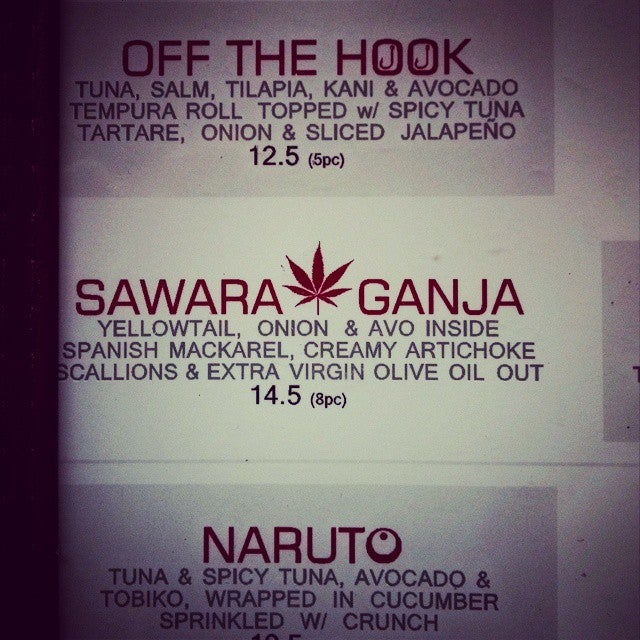 OFF THE HOOK
TUNA, SALM, TILAPIA, KANI & AVOCADO
TEMPURA ROLL TOPPED w/ SPICY TUNA
TARTARE, ONION & SLICED JALAPEÑO
12.5 (5pc)
SAWARA GANJA
YELLOWTAIL, ONION & AVO INSIDE
SPANISH MACKAREL, CREAMY ARTICHOKE
SCALLIONS & EXTRA VIRGIN OLIVE OIL OUT
14.5 (8pc)
NARUTO
TUNA & SPICY TUNA, AVOCADO &
TOBIKO, WRAPPED IN CUCUMBER
SPRINKLED W/ CRUNCH